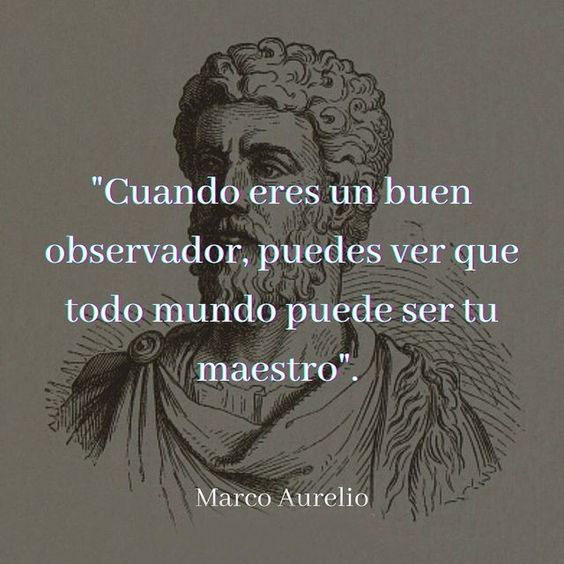 "Cuando eres un buen
observador, puedes ver que
todo mundo puede ser tu
maestro".
Marco Aurelio